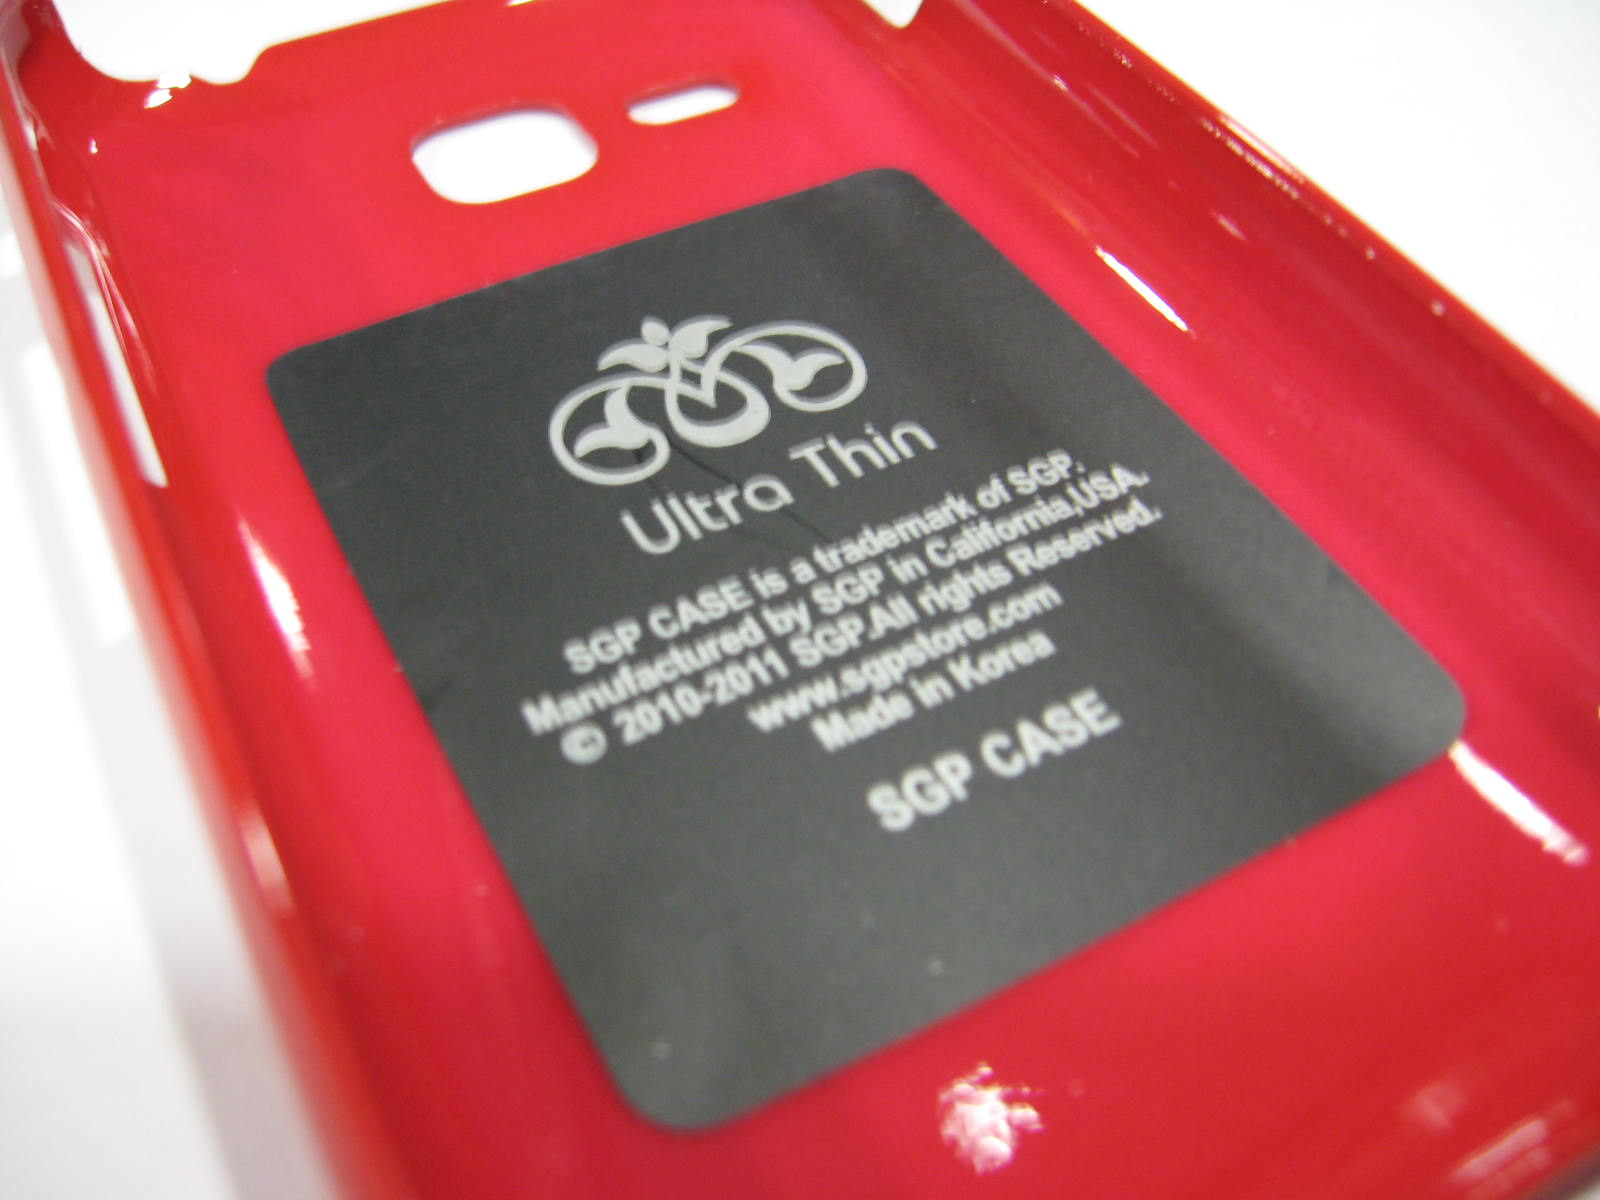 Ultra Thin
SGP CASE is a trademark of SGP.
Manufactured by SGP in California,USA.
© 2010-2011 SGP.All rights Reserved.
www.sgpstore.com
Made in Korea
SGP CASE